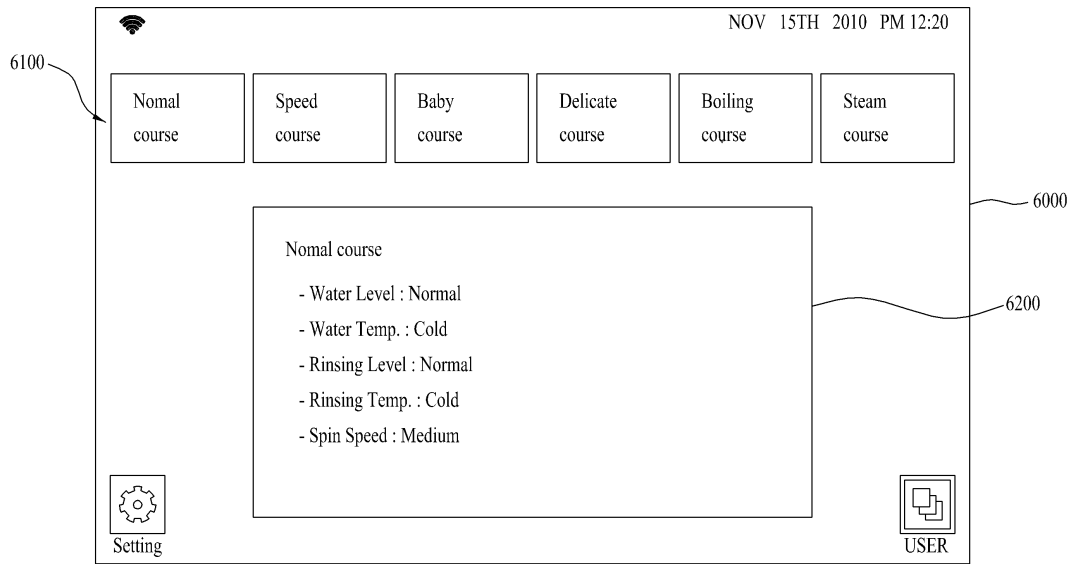 NOV 15TH 2010 PM 12:20
6100
Nomal
course
Speed
course
Baby
course
Delicate
course
Boiling
course
Steam
course
6000
Nomal course
- Water Level : Normal
- Water Temp. : Cold
- Rinsing Level : Normal
- Rinsing Temp. : Cold
- Spin Speed : Medium
6200
Setting
USER